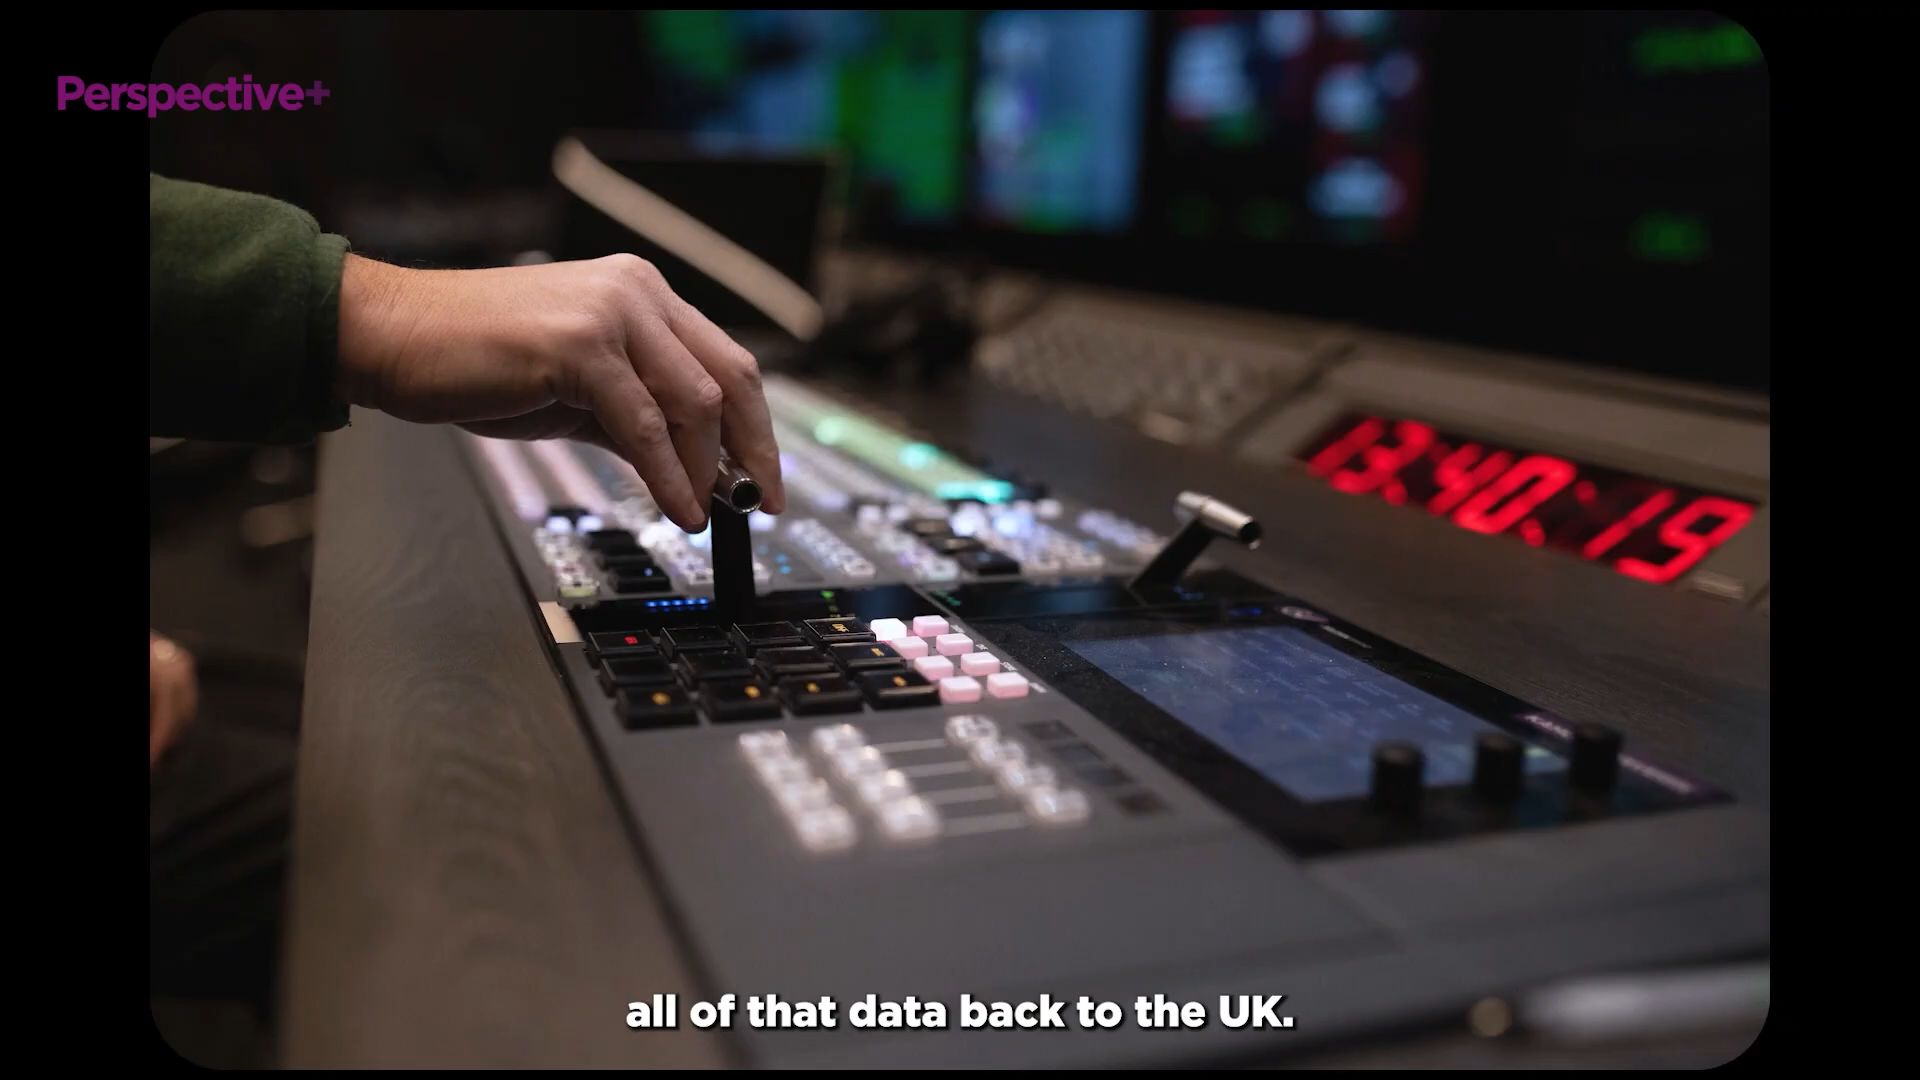 Perspective+
13:40:19
all of that data back to the UK.